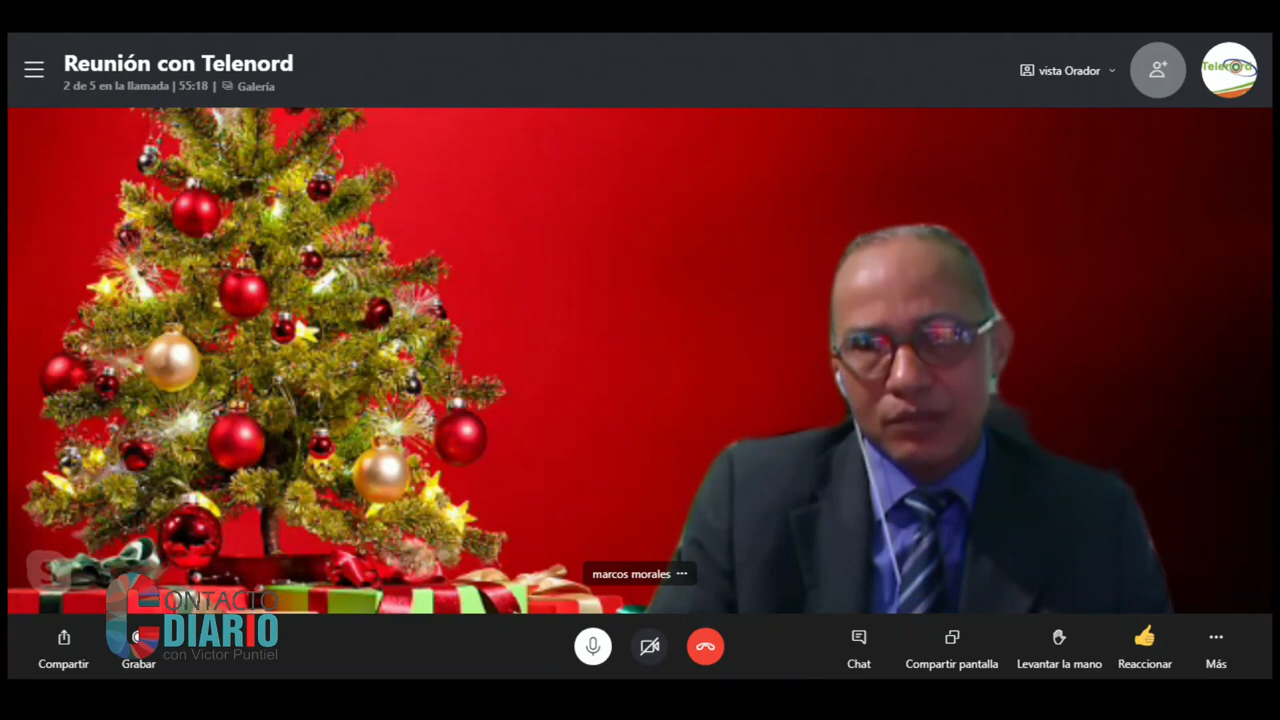 Reunión con Telenord
2 de 5 en la llamada | 55:18 | Galería
vista Orador
Telenord
marcos morales
CONTACTO
DIARIO
con Victor Puntiel
Compartir
Grabar
Chat
Compartir pantalla
Levantar la mano
Reaccionar
Más